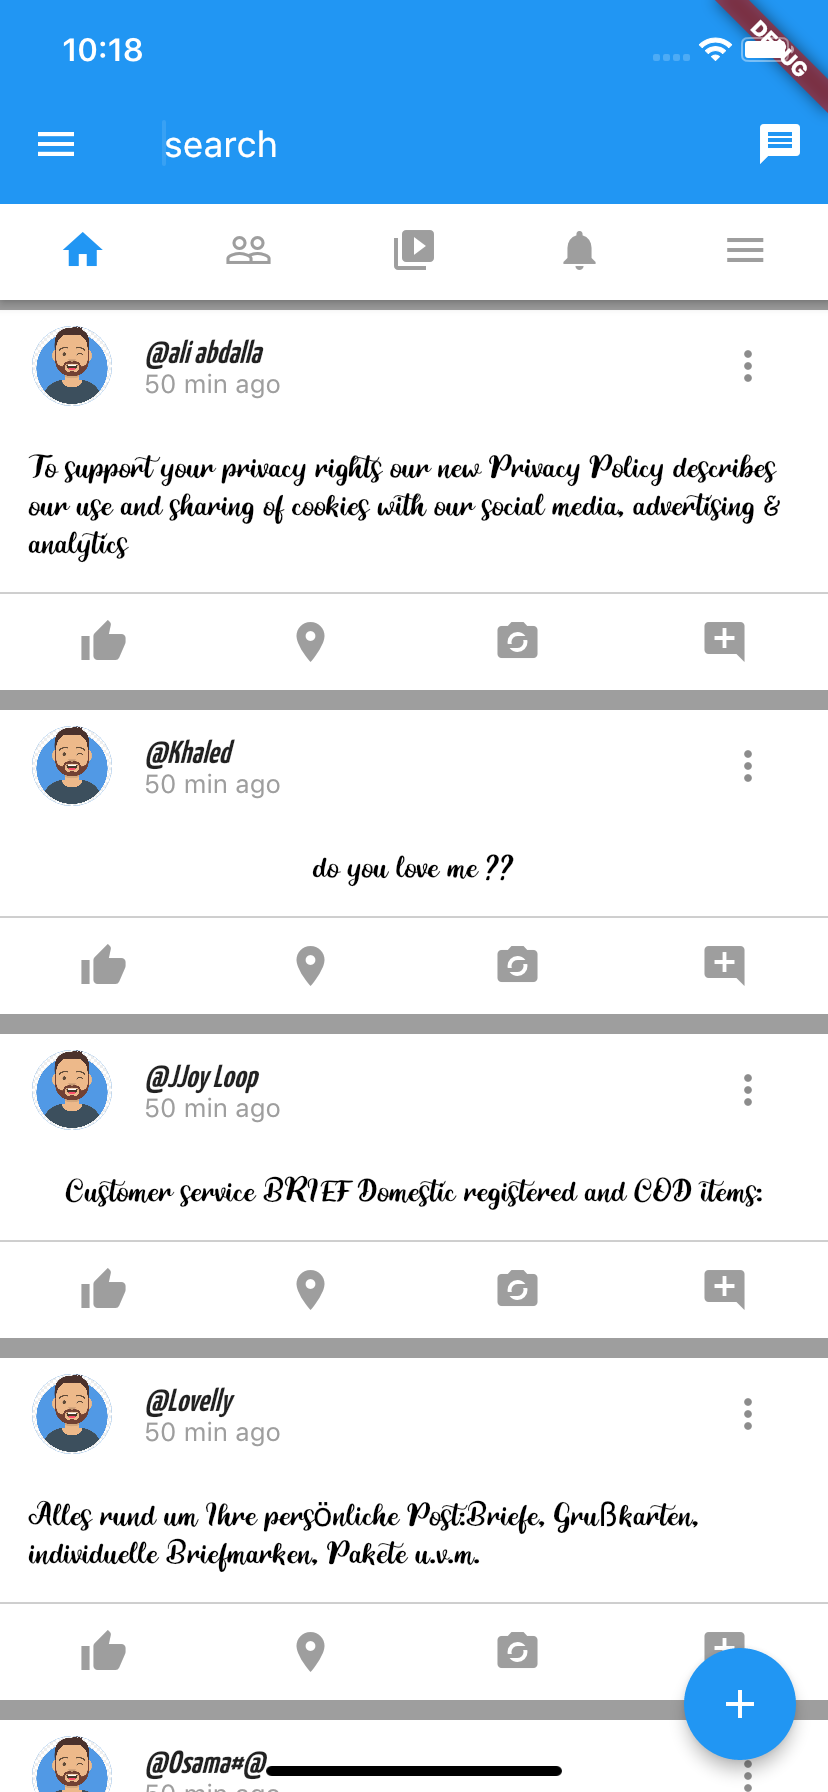 10:18
DEBUG
search
@ali abdalla
50 min ago
To support your privacy rights our new Privacy Policy describes
our use and sharing of cookies with our social media, advertising &
analytics
@Khaled
50 min ago
do you love me ??
@JJoy Loop
50 min ago
Customer service BRIEF Domestic registered and COD items:
@Lovelly
50 min ago
Alles rund um Ihre persÖnliche Post:Briefe, Grußkarten,
individuelle Briefmarken, Pakete u.v.m.
@Osama#@
50 min ago